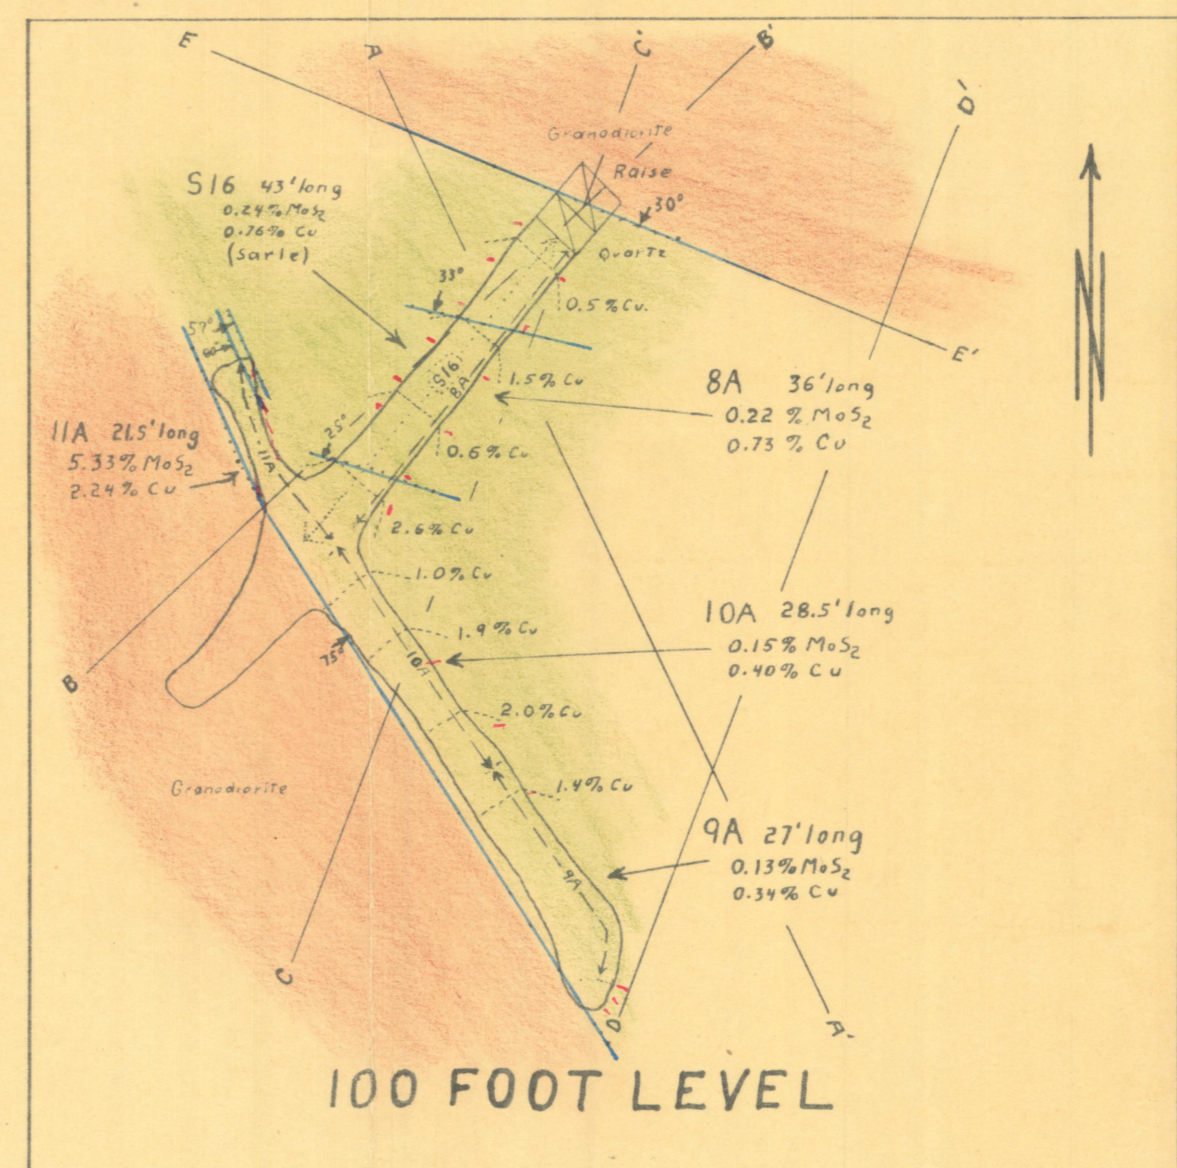 E
A
C'
B'
D'
Granodiorite
Raise
S16 43' long
0.24% MoS2
0.76% Cu
(Sarle)
30°
Quartz
33°
0.5% Cu.
57°
60°
E'
S16
8A
1.5% Cu
8A 36' long
0.22 % MoS2
0.73 % Cu
25°
11A 21.5' long
5.33% MoS2
2.24% Cu
11A
0.6% Cu
2.6% Cu
1.0% Cu
10A 28.5' long
0.15% MoS2
0.40% Cu
1.9% Cu
75°
10A
B
2.0% Cu
Granodiorite
1.4% Cu
9A 27' long
0.13% MoS2
0.34% Cu
9A
C
D
A'
N
100 FOOT LEVEL